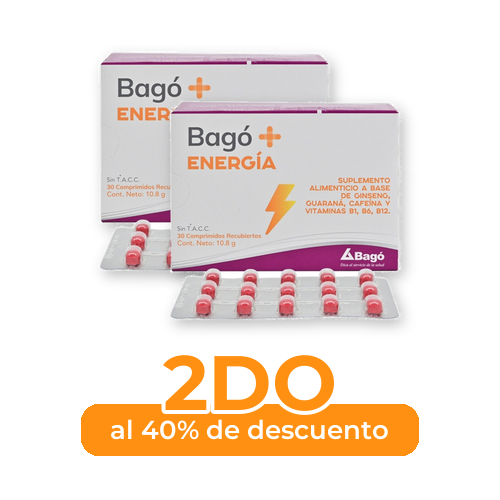 Bagó +
ENERG
Sin T.A.C.C.
30 Comprimidos Recubiertos
Cont. Neto: 10.8 g
Bagó +
ENERGÍA
SUPLEMENTO
ALIMENTICIO A BASE
DE GINSENG,
GUARANÁ, CAFEÍNA Y
VITAMINAS B1, B6, B12.
Sin T.A.C.C.
30 Comprimidos Recubiertos
Cont. Neto: 10.8 g
Bagó
Ética al servicio de la salud
2DO
al 40% de descuento